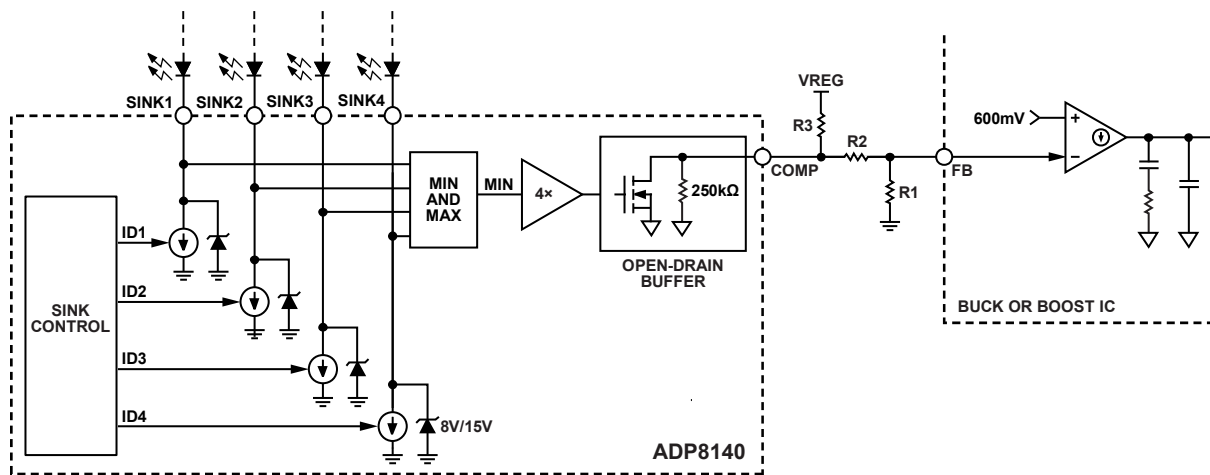 SINK1
SINK2
SINK3
SINK4
VREG
R3
R2
R1
COMP
FB
600mV
+
−
MIN
AND
MAX
MIN
4×
250kΩ
OPEN-DRAIN
BUFFER
BUCK OR BOOST IC
SINK
CONTROL
ID1
ID2
ID3
ID4
8V/15V
ADP8140